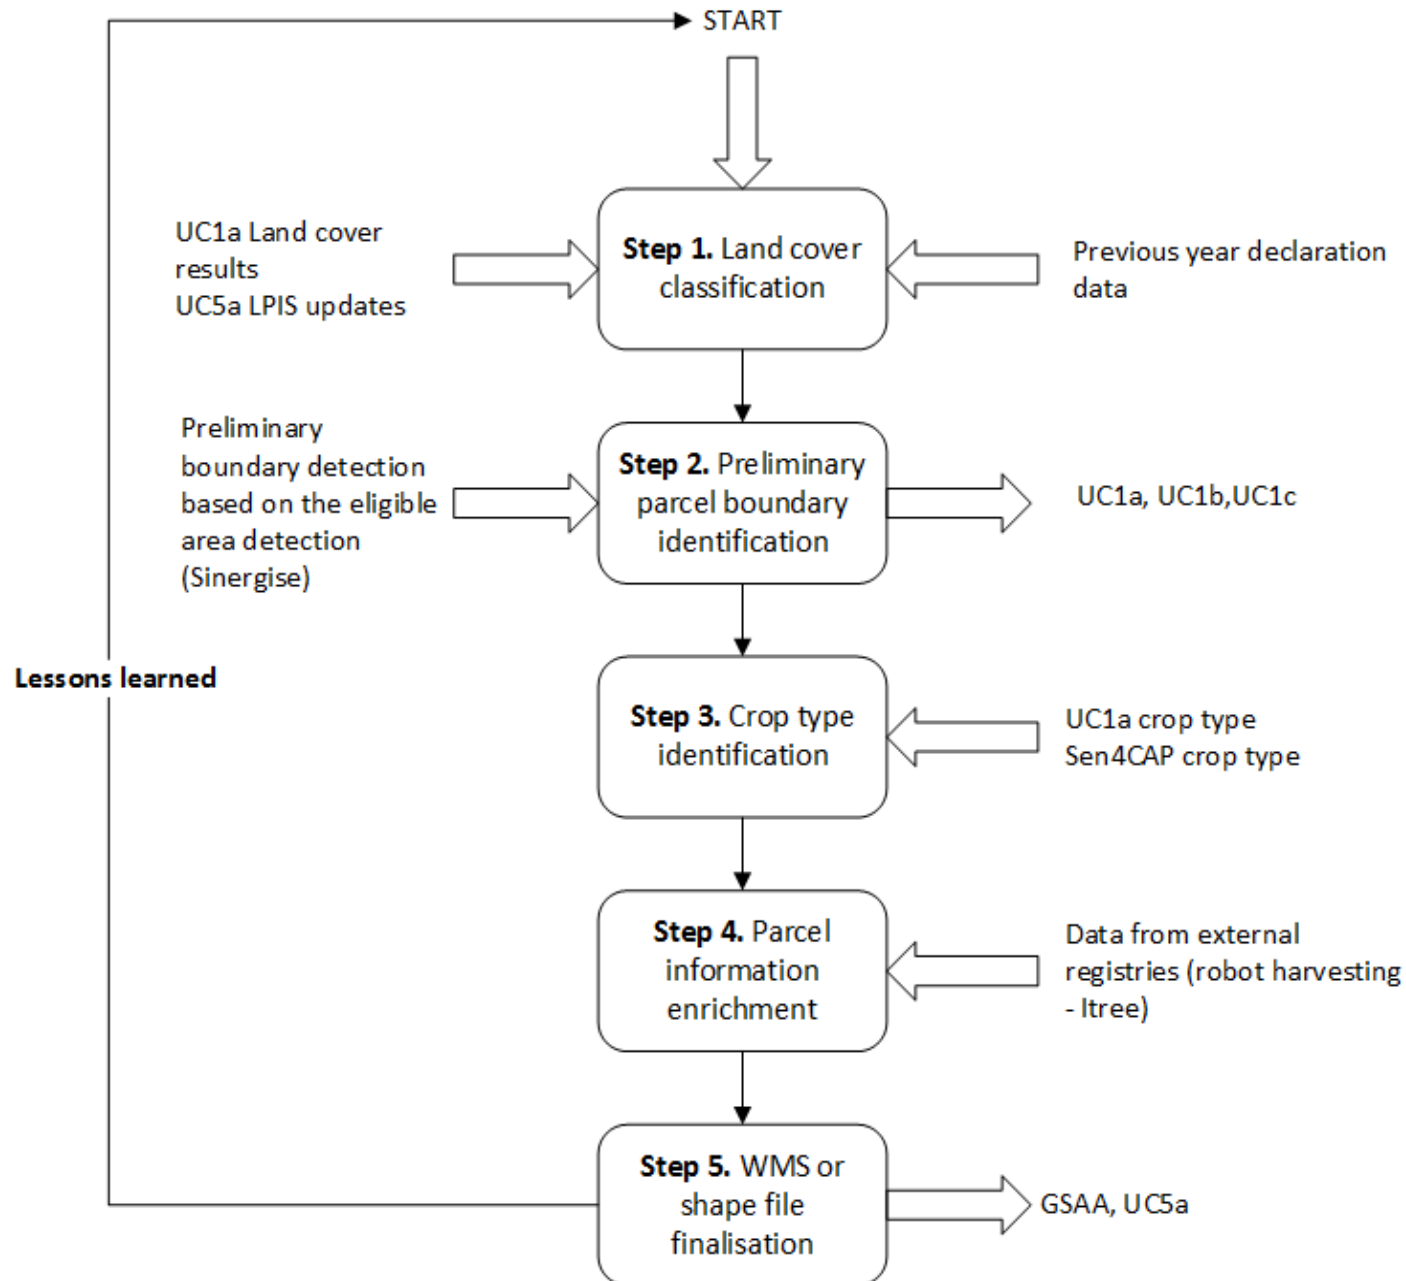 START
UC1a Land cover
results
UC5a LPIS updates
Step 1. Land cover
classification
Previous year declaration
data
Preliminary
boundary detection
based on the eligible
area detection
(Sinergise)
Step 2. Preliminary
parcel boundary
identification
UC1a, UC1b,UC1c
Lessons learned
Step 3. Crop type
identification
UC1a crop type
Sen4CAP crop type
Step 4. Parcel
information
enrichment
Data from external
registries (robot harvesting
- Itree)
Step 5. WMS or
shape file
finalisation
GSAA, UC5a